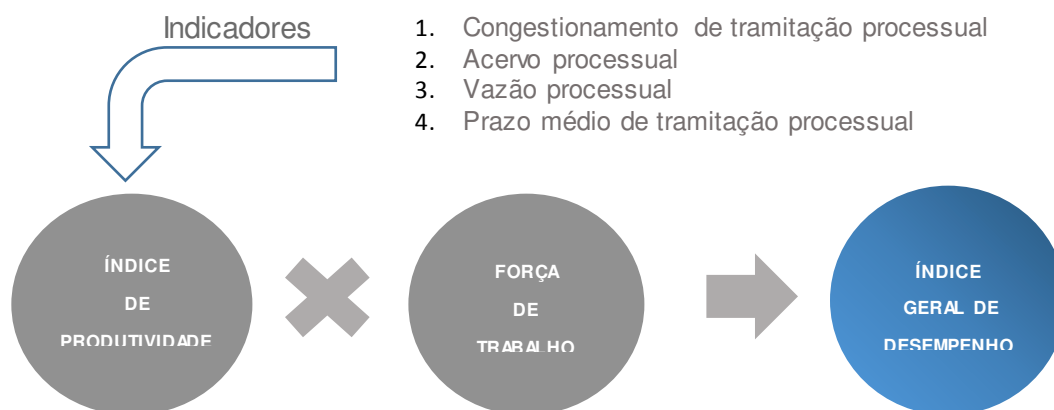 Indicadores
1. Congestionamento de tramitação processual
2. Acervo processual
3. Vazão processual
4. Prazo médio de tramitação processual
ÍNDICE
DE
PRODUTIVIDADE
FORÇA
DE
TRABALHO
ÍNDICE
GERAL DE
DESEMPENHO